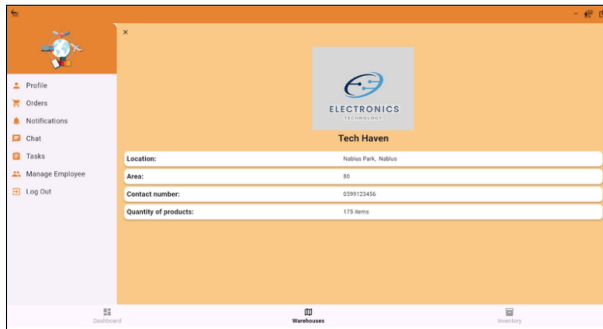 Profile
Orders
Notifications
Chat
Tasks
Manage Employee
Log Out
ELECTRONICS
TECHNOLOGY
Tech Haven
Location: Nablus Park, Nablus
Area: 80
Contact number: 0599123456
Quantity of products: 175 items
Dashboard Warehouses Inventory